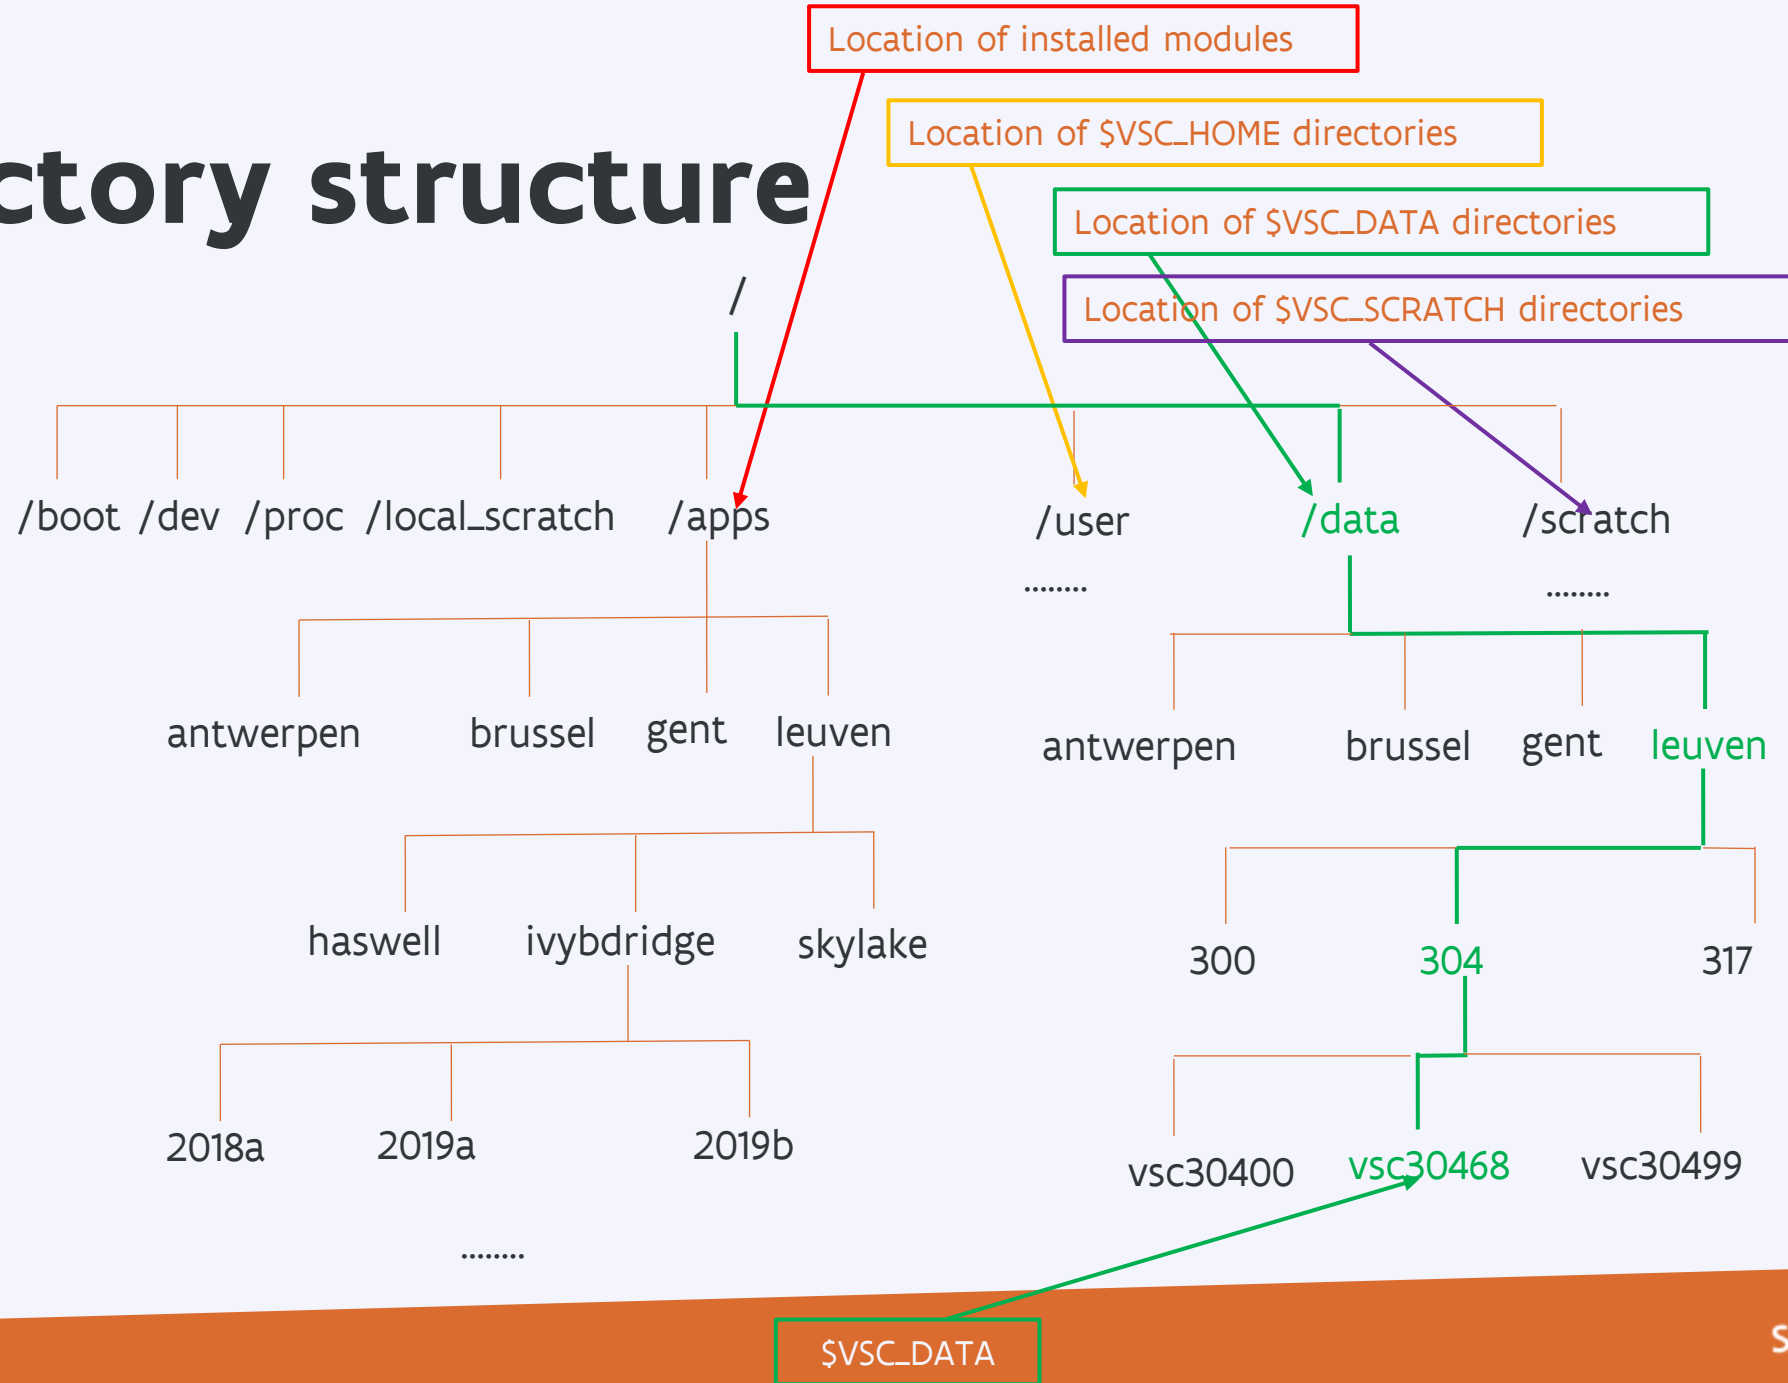 Location of installed modules
Location of $VSC_HOME directories
ctory structure
Location of $VSC_DATA directories
/
Location of $VSC_SCRATCH directories
/boot /dev /proc /local_scratch /apps /user /data /scratch
........ ........
antwerpen brussel gent leuven antwerpen brussel gent leuven
haswell ivybdridge skylake 300 304 317
2018a 2019a 2019b vsc30400 vsc30468 vsc30499
........
$VSC_DATA
S